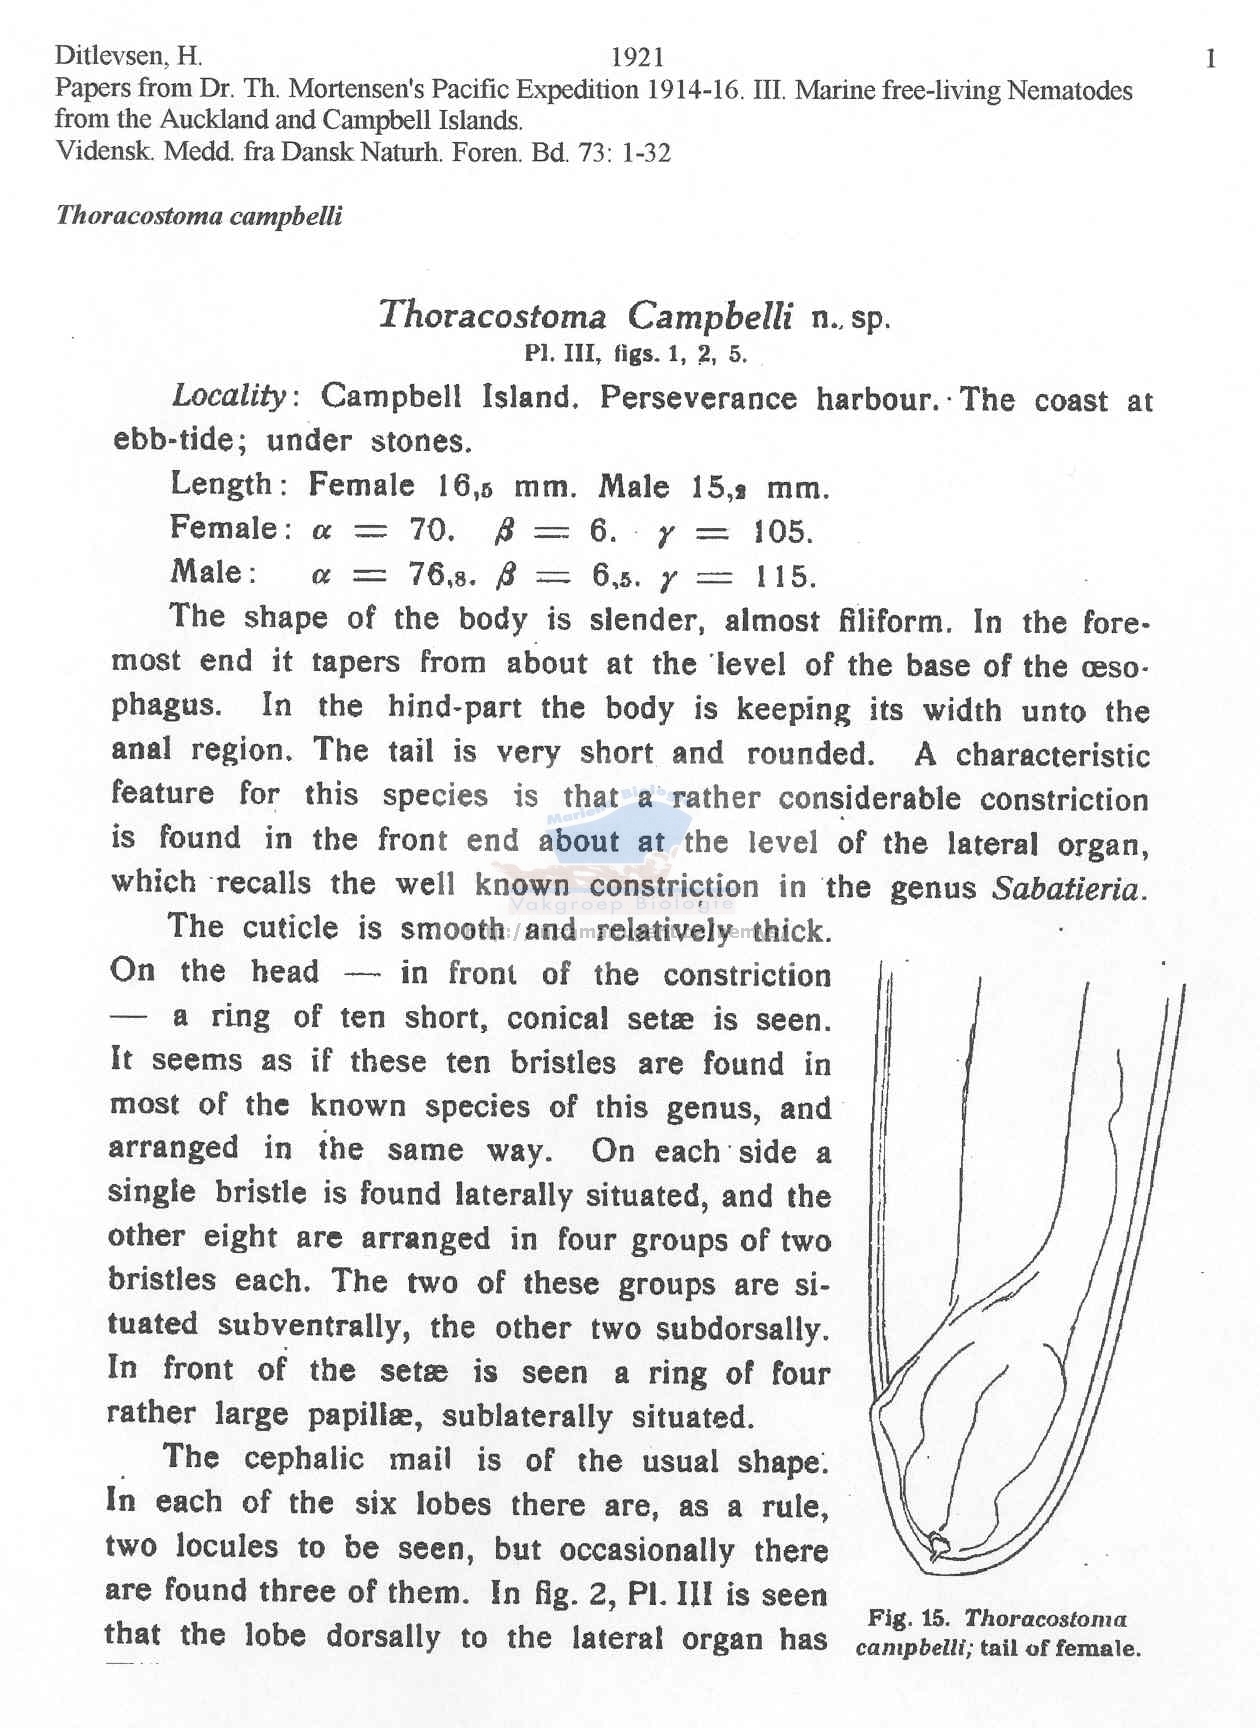 Ditlevsen, H. 1921 1
Papers from Dr. Th. Mortensen's Pacific Expedition 1914-16. III. Marine free-living Nematodes
from the Auckland and Campbell Islands.
Vidensk. Medd. fra Dansk Naturh. Foren. Bd. 73: 1-32
Thoracostoma campbelli
Thoracostoma Campbelli n. sp.
Pl. III, figs. 1, 2, 5.
Locality: Campbell Island. Perseverance harbour. The coast at
ebb-tide; under stones.
Length: Female 16,5 mm. Male 15,2 mm.
Female: α = 70. β = 6. γ = 105.
Male: α = 76,8. β = 6,5. γ = 115.
The shape of the body is slender, almost filiform. In the fore-
most end it tapers from about at the level of the base of the œso-
phagus. In the hind-part the body is keeping its width unto the
anal region. The tail is very short and rounded. A characteristic
feature for this species is that a rather considerable constriction
is found in the front end about at the level of the lateral organ,
which recalls the well known constriction in the genus Sabatieria.
The cuticle is smooth and relatively thick.
On the head — in front of the constriction
— a ring of ten short, conical setæ is seen.
It seems as if these ten bristles are found in
most of the known species of this genus, and
arranged in the same way. On each side a
single bristle is found laterally situated, and the
other eight are arranged in four groups of two
bristles each. The two of these groups are si-
tuated subventrally, the other two subdorsally.
In front of the setæ is seen a ring of four
rather large papillæ, sublaterally situated.
The cephalic mail is of the usual shape.
In each of the six lobes there are, as a rule,
two locules to be seen, but occasionally there
are found three of them. In fig. 2, Pl. III is seen
that the lobe dorsally to the lateral organ has
Fig. 15. Thoracostoma
campbelli; tail of female.
Vakgroep Biologie